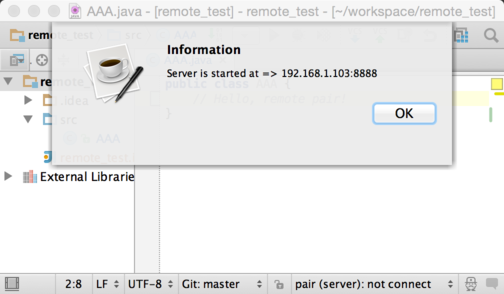 AAA.java - [remote_test] - remote_test - [~/workspace/remote_test]
remote_test
src
AAA
Information
Server is started at => 192.168.1.103:8888
OK
AAA.java
public class AAA {
// Hello, remote pair.
}
remote_
idea
src
AAA
remote_test.
External Librarie
2:8
LF
UTF-8
Git: master
pair (server): not connect